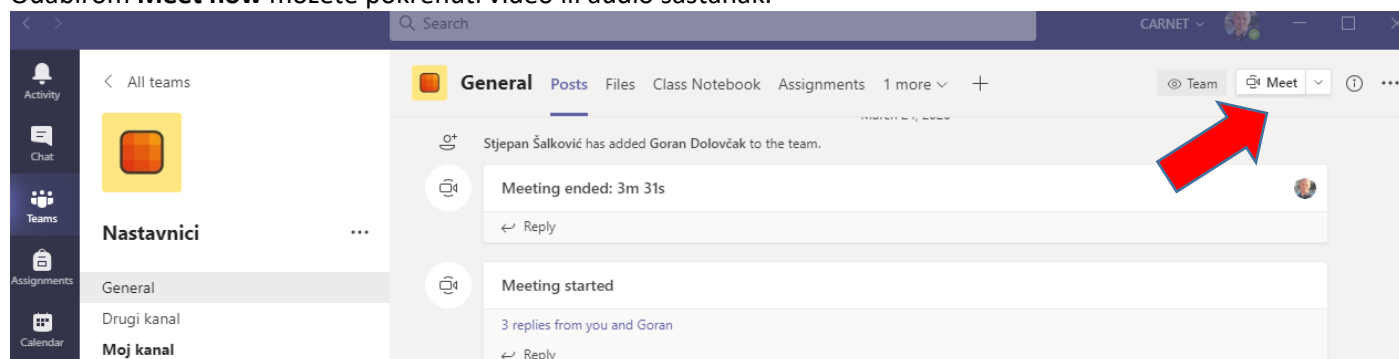 Odabirom Meet now možete pokrenuti video ili audio sastanak.
Search
CARNET
Activity
Chat
Teams
Assignments
Calendar
All teams
Nastavnici
General
Drugi kanal
Moj kanal
General Posts Files Class Notebook Assignments 1 more
Team Meet
March 24, 2020
Stjepan Šalković has added Goran Dolovčak to the team.
Meeting ended: 3m 31s
Reply
Meeting started
3 replies from you and Goran
Reply